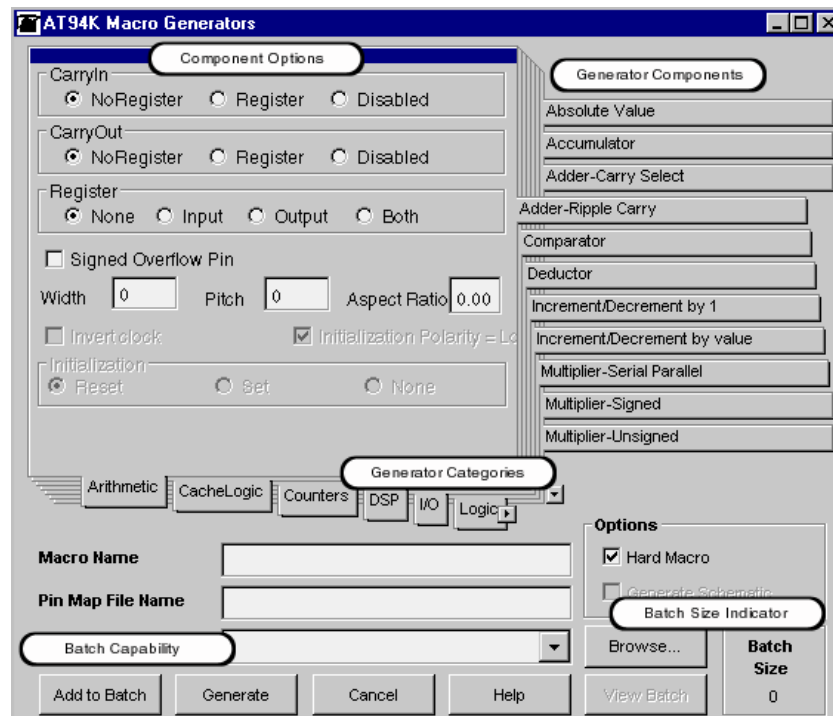 AT94K Macro Generators
Component Options
Generator Components
CarryIn
NoRegister Register Disabled
CarryOut
NoRegister Register Disabled
Register
None Input Output Both
Signed Overflow Pin
Width 0 Pitch 0 Aspect Ratio 0.00
Invert clock Initialization Polarity = Lo
Initialization
Reset Set None
Absolute Value
Accumulator
Adder-Carry Select
Adder-Ripple Carry
Comparator
Deductor
Increment/Decrement by 1
Increment/Decrement by value
Multiplier-Serial Parallel
Multiplier-Signed
Multiplier-Unsigned
Generator Categories
Arithmetic CacheLogic Counters DSP I/O Logic
Macro Name
Pin Map File Name
Options
Hard Macro
Generate Schematic
Batch Size Indicator
Batch Capability
Browse...
Batch Size
0
Add to Batch Generate Cancel Help View Batch